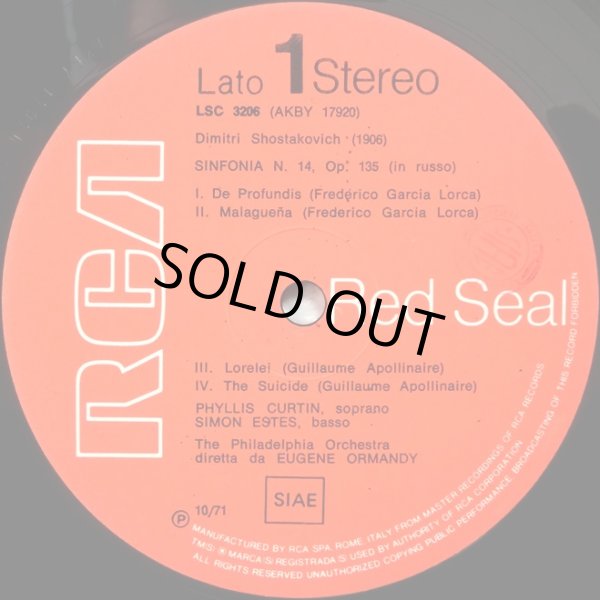 Lato 1 Stereo
LSC 3206 (AKBY 17920)
Dimitri Shostakovich (1906)
SINFONIA N. 14, Op. 135 (in russo)
I. De Profundis (Frederico Garcia Lorca)
II. Malagueña (Frederico Garcia Lorca)
RCA
SOLD OUT
Red Seal
III. Lorelei (Guillaume Apollinaire)
IV. The Suicide (Guillaume Apollinaire)
PHYLLIS CURTIN, soprano
SIMON ESTES, basso
The Philadelphia Orchestra
diretta da EUGENE ORMANDY
Ⓟ 10/71
SIAE
MANUFACTURED BY RCA SPA, ROME, ITALY, FROM MASTER RECORDINGS OF RCA RECORDS
TM(S) ® MARCA(S) REGISTRADA(S) USED BY AUTHORITY OF RCA CORPORATION
ALL RIGHTS RESERVED UNAUTHORIZED COPYING PUBLIC PERFORMANCE BROADCASTING OF THIS RECORD FORBIDDEN